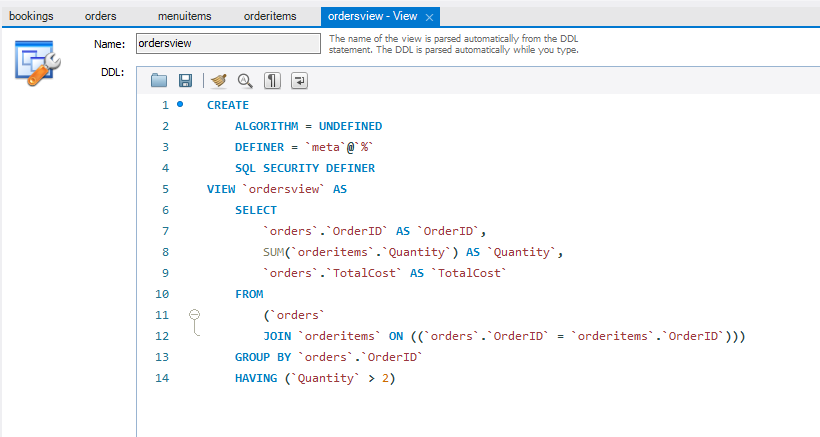 bookings orders menuitems orderitems ordersview - View ×
Name: ordersview The name of the view is parsed automatically from the DDL
statement. The DDL is parsed automatically while you type.
DDL:
1 CREATE
2 ALGORITHM = UNDEFINED
3 DEFINER = `meta`@`%`
4 SQL SECURITY DEFINER
5 VIEW `ordersview` AS
6 SELECT
7 `orders`.`OrderID` AS `OrderID`,
8 SUM(`orderitems`.`Quantity`) AS `Quantity`,
9 `orders`.`TotalCost` AS `TotalCost`
10 FROM
11 (`orders`
12 JOIN `orderitems` ON ((`orders`.`OrderID` = `orderitems`.`OrderID`)))
13 GROUP BY `orders`.`OrderID`
14 HAVING (`Quantity` > 2)